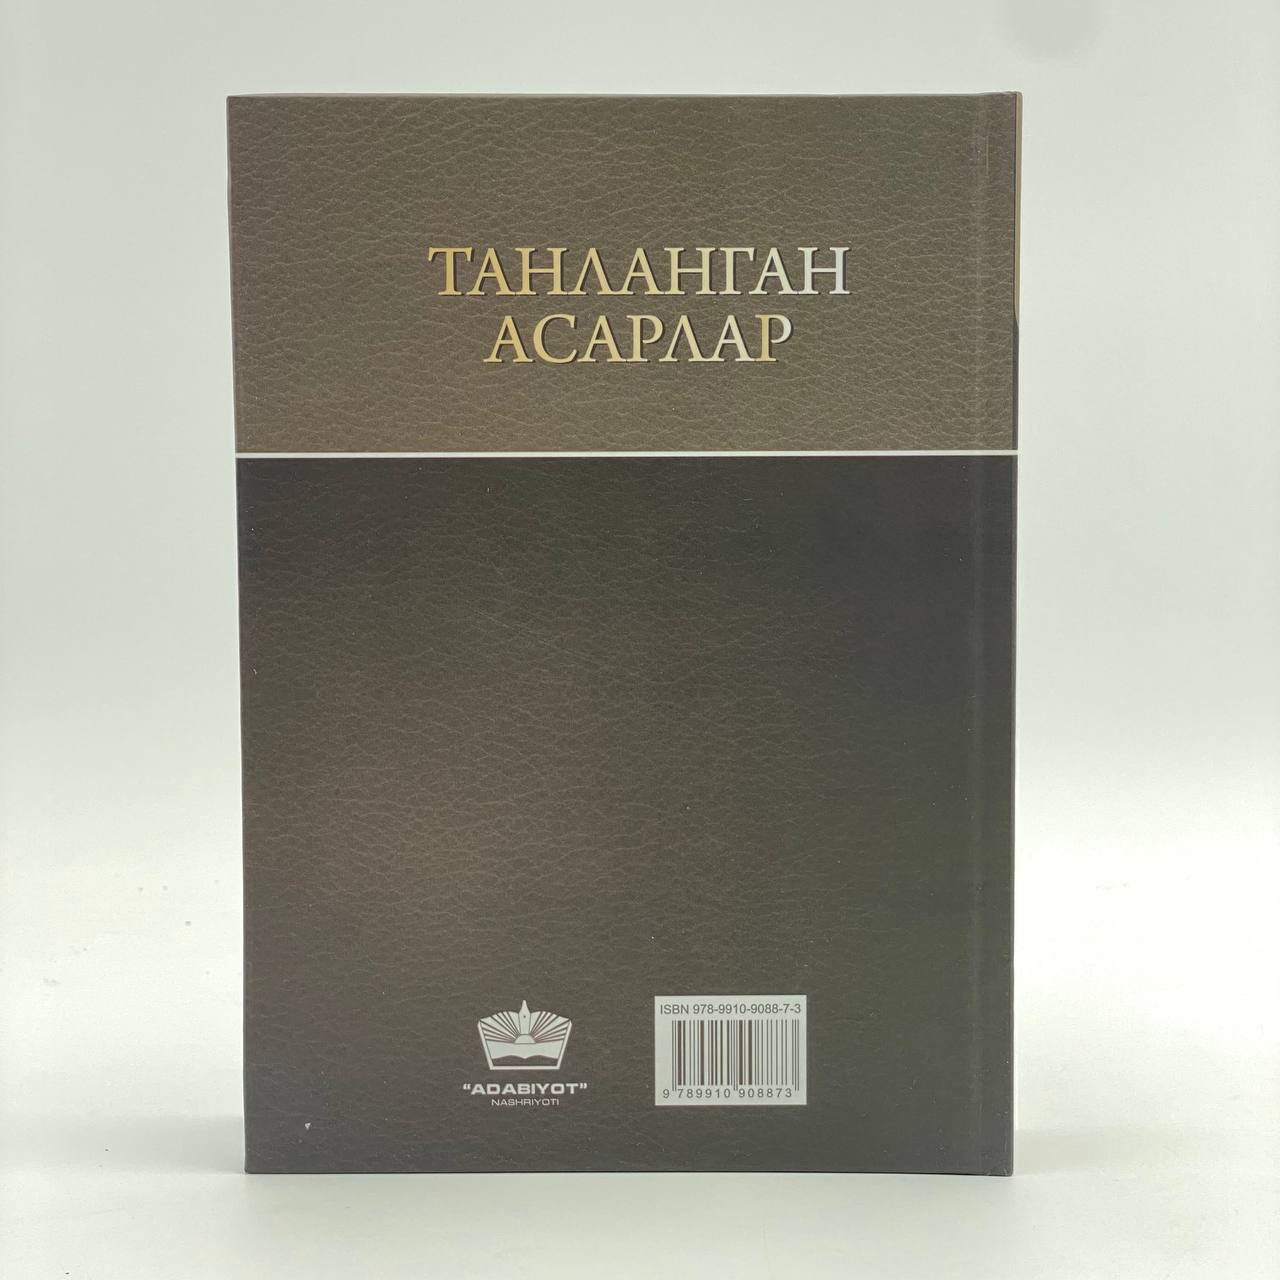 ТАНЛАНГАН
АСАРЛАР
"ADABIYOT"
NASHRIYOTI
ISBN 978-9910-9088-7-3
9 789910 908873